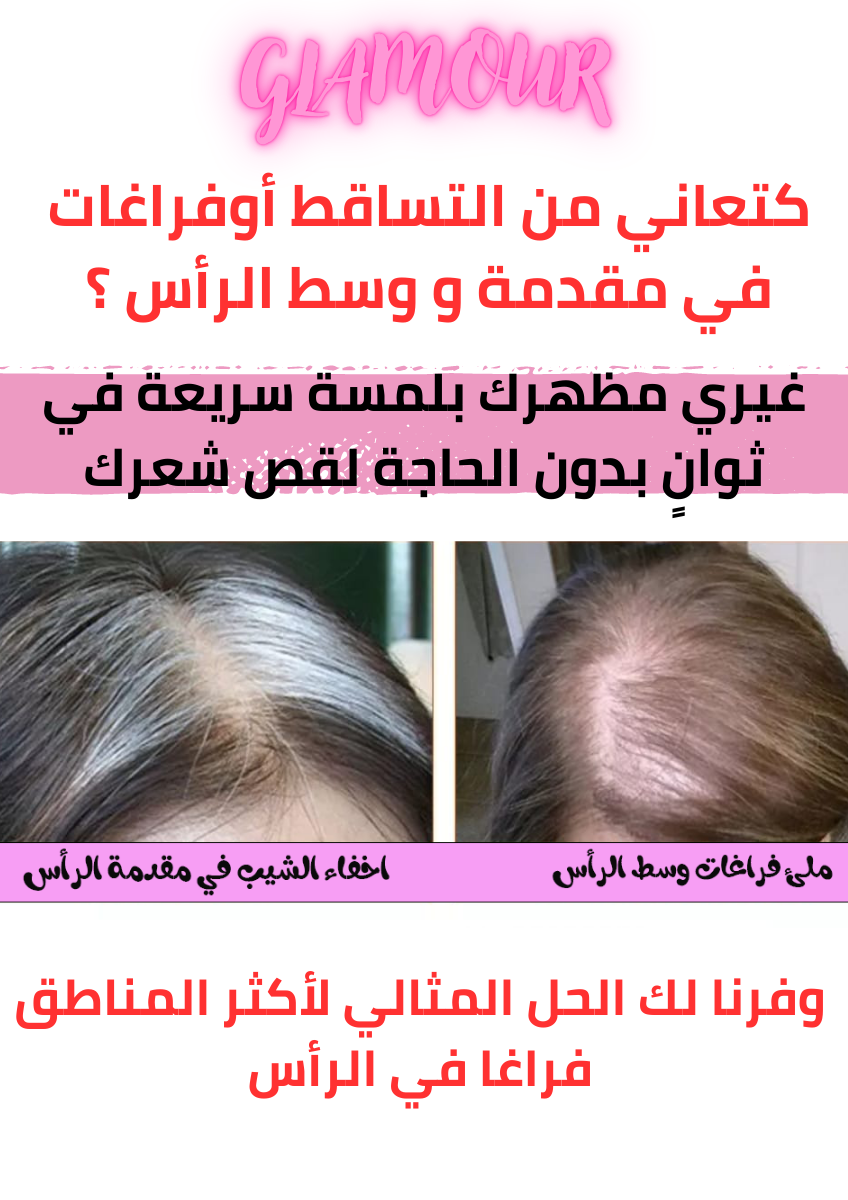 GLAMOUR
كتعاني من التساقط أوفراغات
في مقدمة و وسط الرأس ؟
غيري مظهرك بلمسة سريعة في
ثوانٍ بدون الحاجة لقص شعرك
ملئ فراغات وسط الرأس
اخفاء الشيب في مقدمة الرأس
وفرنا لك الحل المثالي لأكثر المناطق
فراغا في الرأس